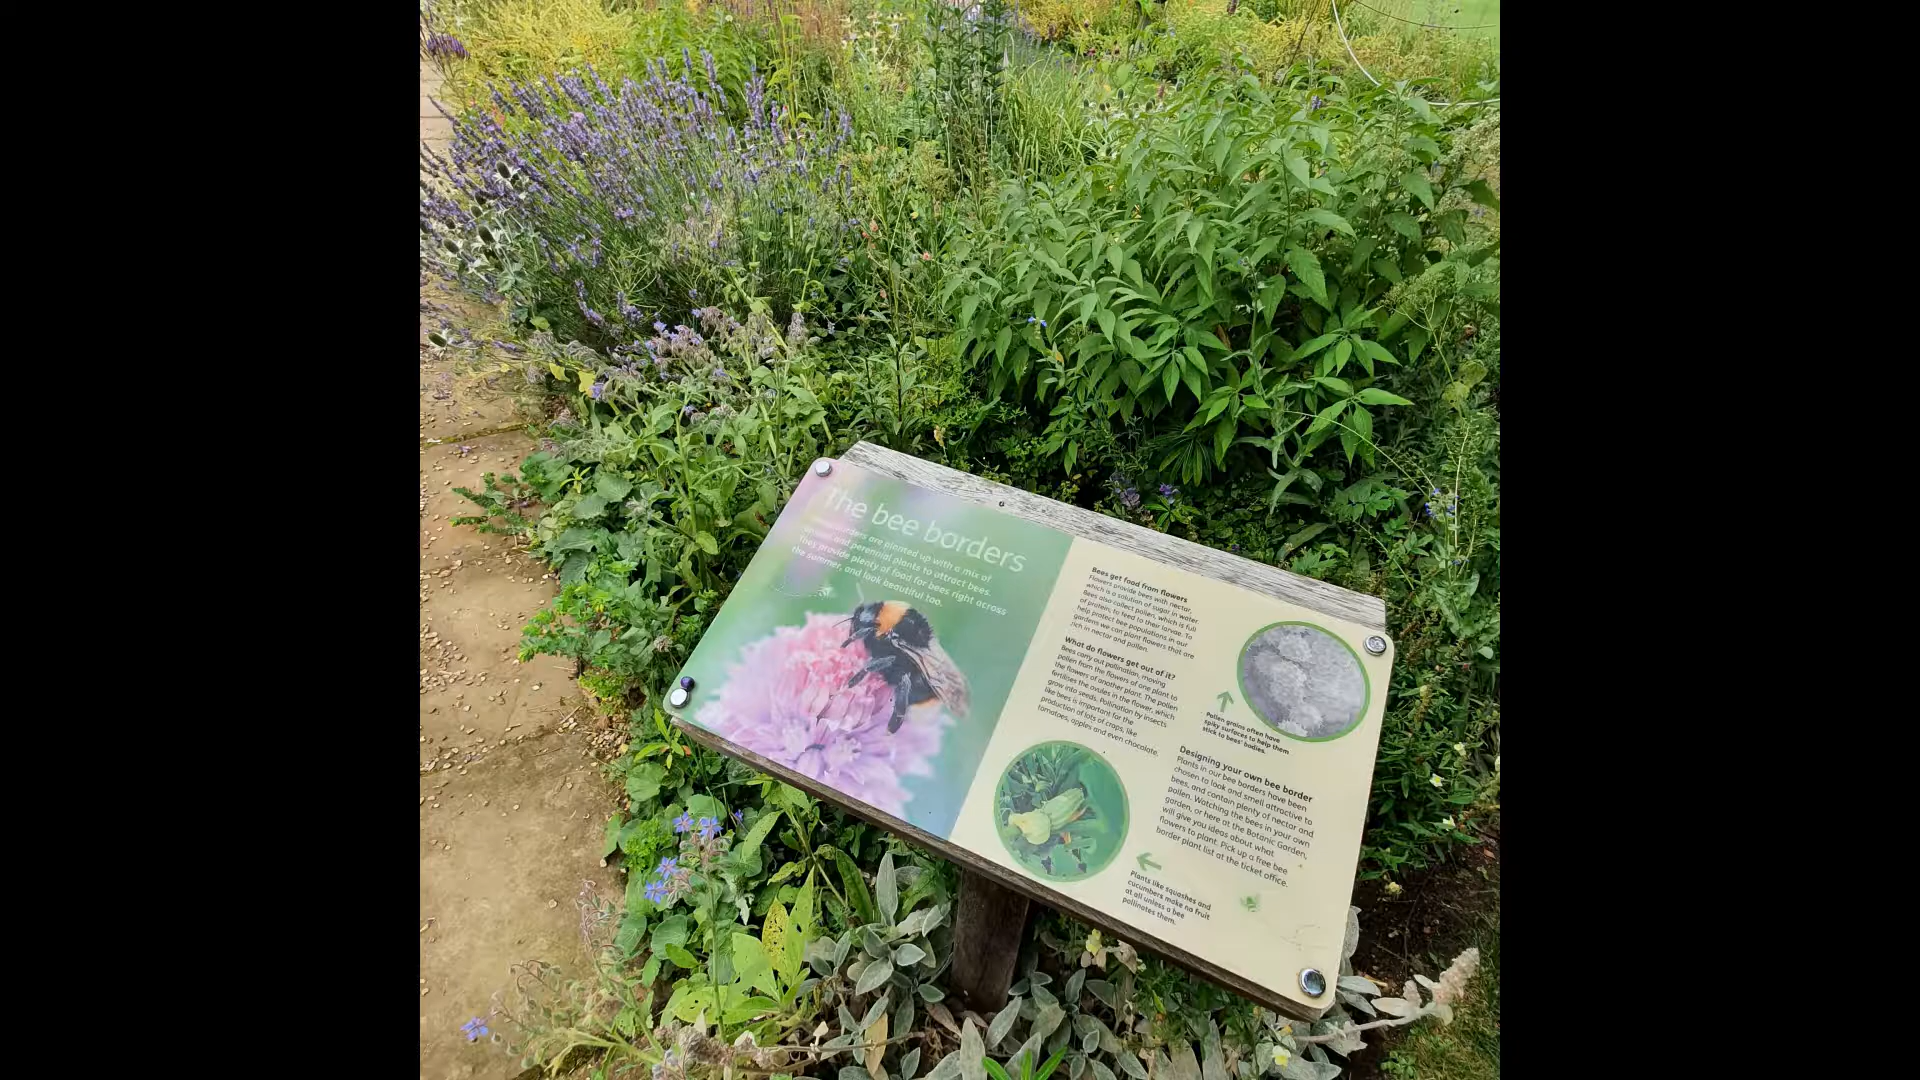 The bee borders
are planted up with a mix of
and perennial plants to attract bees.
They provide plenty of food for bees right across
the summer, and look beautiful too.
Bees get food from flowers
Flowers provide bees with nectar,
which is a solution of sugar in water.
Bees also collect pollen, which is full
of protein, to feed to their larvae. To
help protect bee populations in our
gardens we can plant flowers that are
rich in nectar and pollen.
What do flowers get out of it?
Bees carry out pollination, moving
pollen from the flowers of one plant to
the flowers of another plant. The pollen
fertilises the ovules in the flower, which
grow into seeds. Pollination by insects
like bees is important for the
production of lots of crops, like
tomatoes, apples and even chocolate.
Pollen grains often have
spiky surfaces to help them
stick to bees' bodies.
Plants like squashes and
cucumbers make no fruit
at all unless a bee
pollinates them.
Designing your own bee border
Plants in our bee borders have been
chosen to look and smell attractive to
bees, and contain plenty of nectar and
pollen. Watching the bees in your own
garden, or here at the Botanic Garden,
will give you ideas about what
flowers to plant. Pick up a free bee
border plant list at the ticket office.